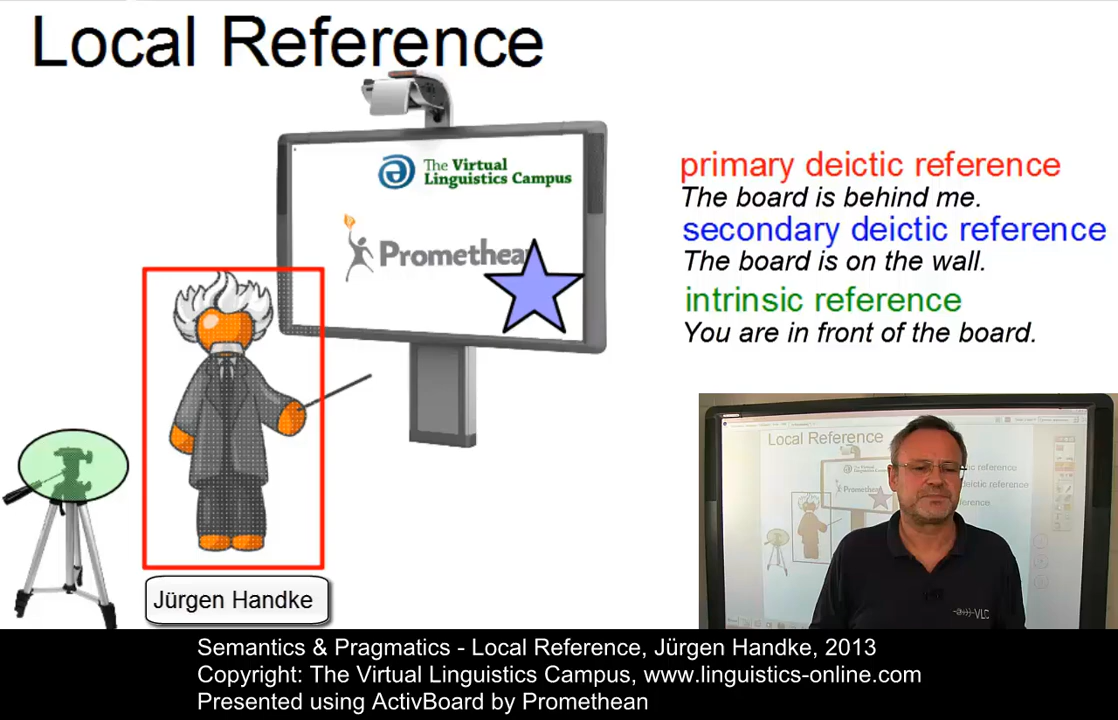 Local Reference
The Virtual
Linguistics Campus
Promethean
primary deictic reference
The board is behind me.
secondary deictic reference
The board is on the wall.
intrinsic reference
You are in front of the board.
Jürgen Handke
Local Reference
deictic reference
Semantics & Pragmatics - Local Reference, Jürgen Handke, 2013
Copyright: The Virtual Linguistics Campus, www.linguistics-online.com
Presented using ActivBoard by Promethean